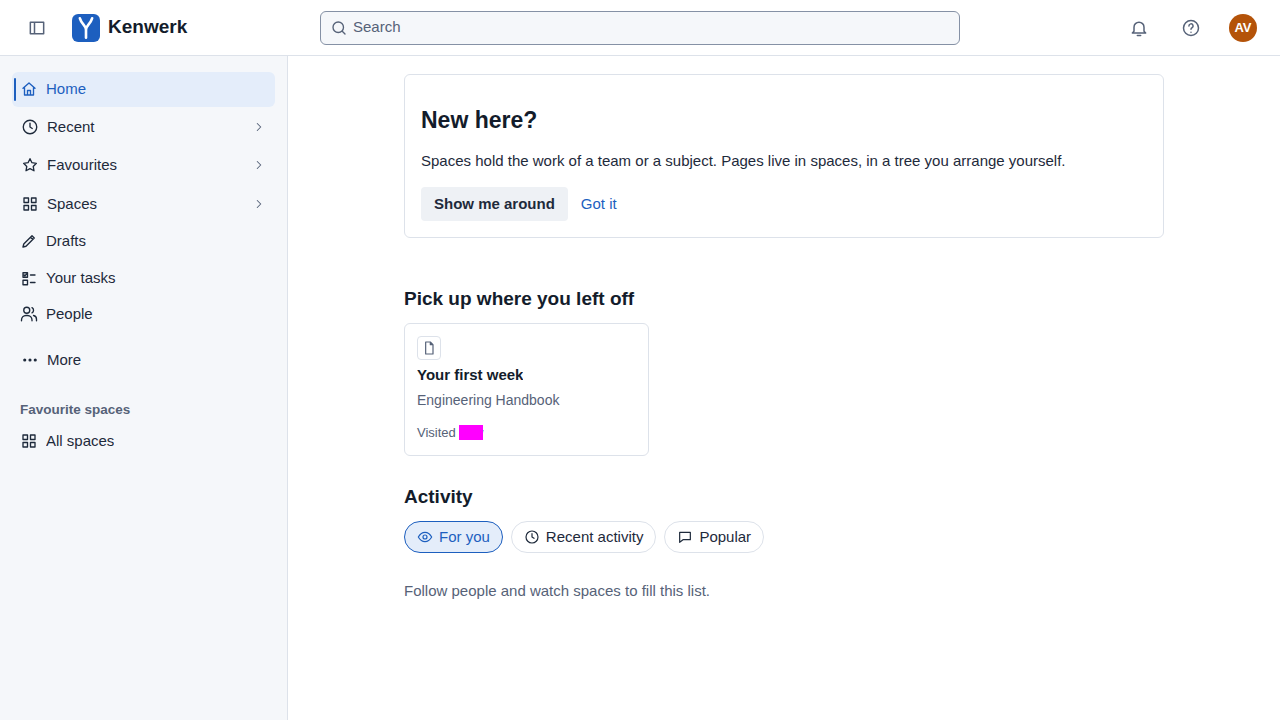 Kenwerk
Search
AV
Home
Recent
Favourites
Spaces
Drafts
Your tasks
People
More
Favourite spaces
All spaces
New here?
Spaces hold the work of a team or a subject. Pages live in spaces, in a tree you arrange yourself.
Show me around
Got it
Pick up where you left off
Your first week
Engineering Handbook
Visited
Activity
For you
Recent activity
Popular
Follow people and watch spaces to fill this list.